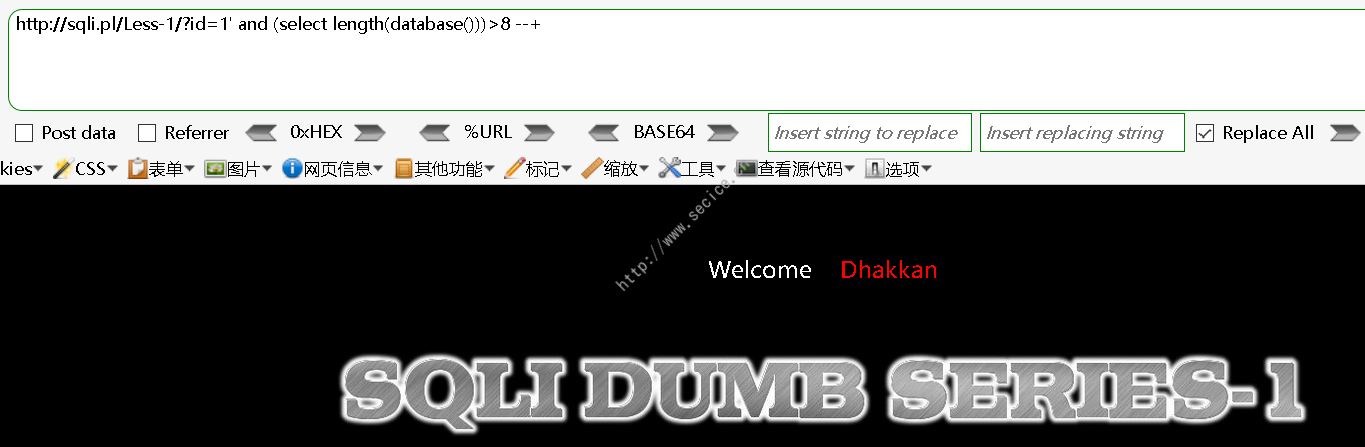 http://sqli.pl/Less-1/?id=1' and (select length(database()))>8 --+
Post data Referrer 0xHEX %URL BASE64 Insert string to replace Insert replacing string Replace All
kies CSS 表单 图片 网页信息 其他功能 标记 缩放 工具 查看源代码 选项
http://www.secice.
Welcome Dhakkan
SQLI DUMB SERIES-1